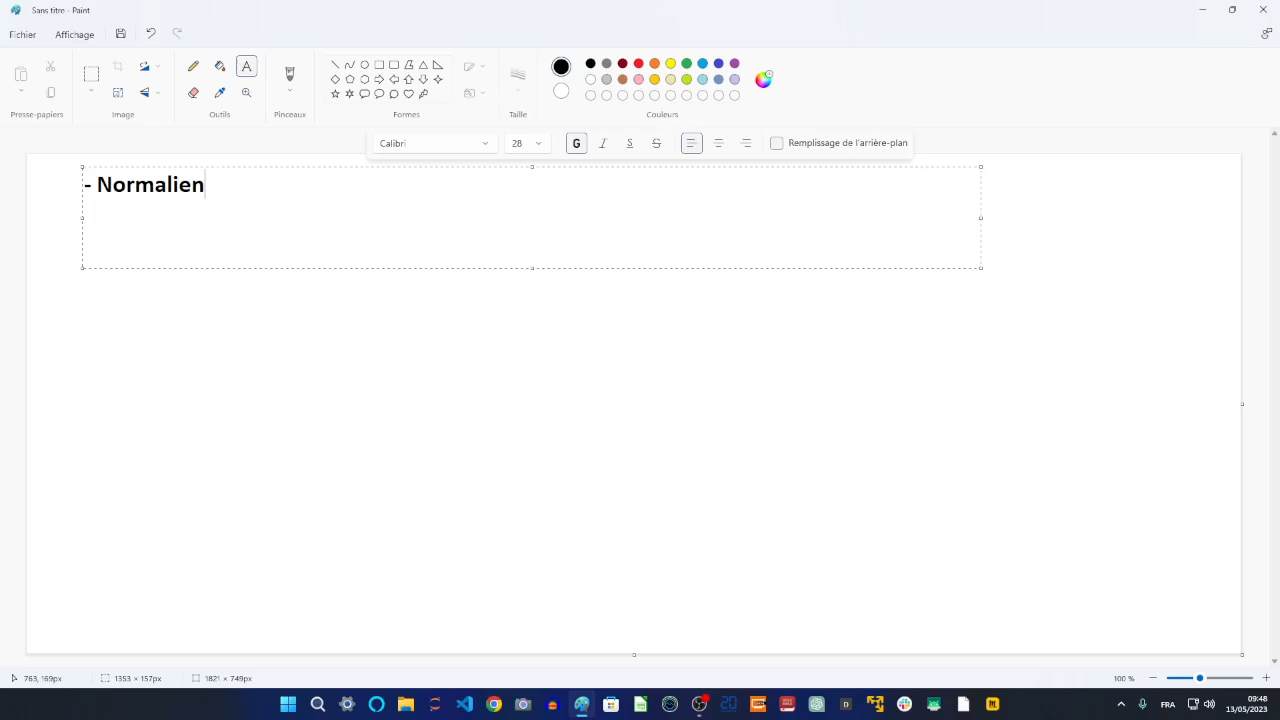 Sans titre - Paint
Fichier Affichage
Presse-papiers Image Outils Pinceaux Formes Taille Couleurs
Calibri 28 G I S S Remplissage de l'arrière-plan
- Normalien
763, 169px 1353 × 157px 1821 × 749px 100 %
FRA
09:48
13/05/2023